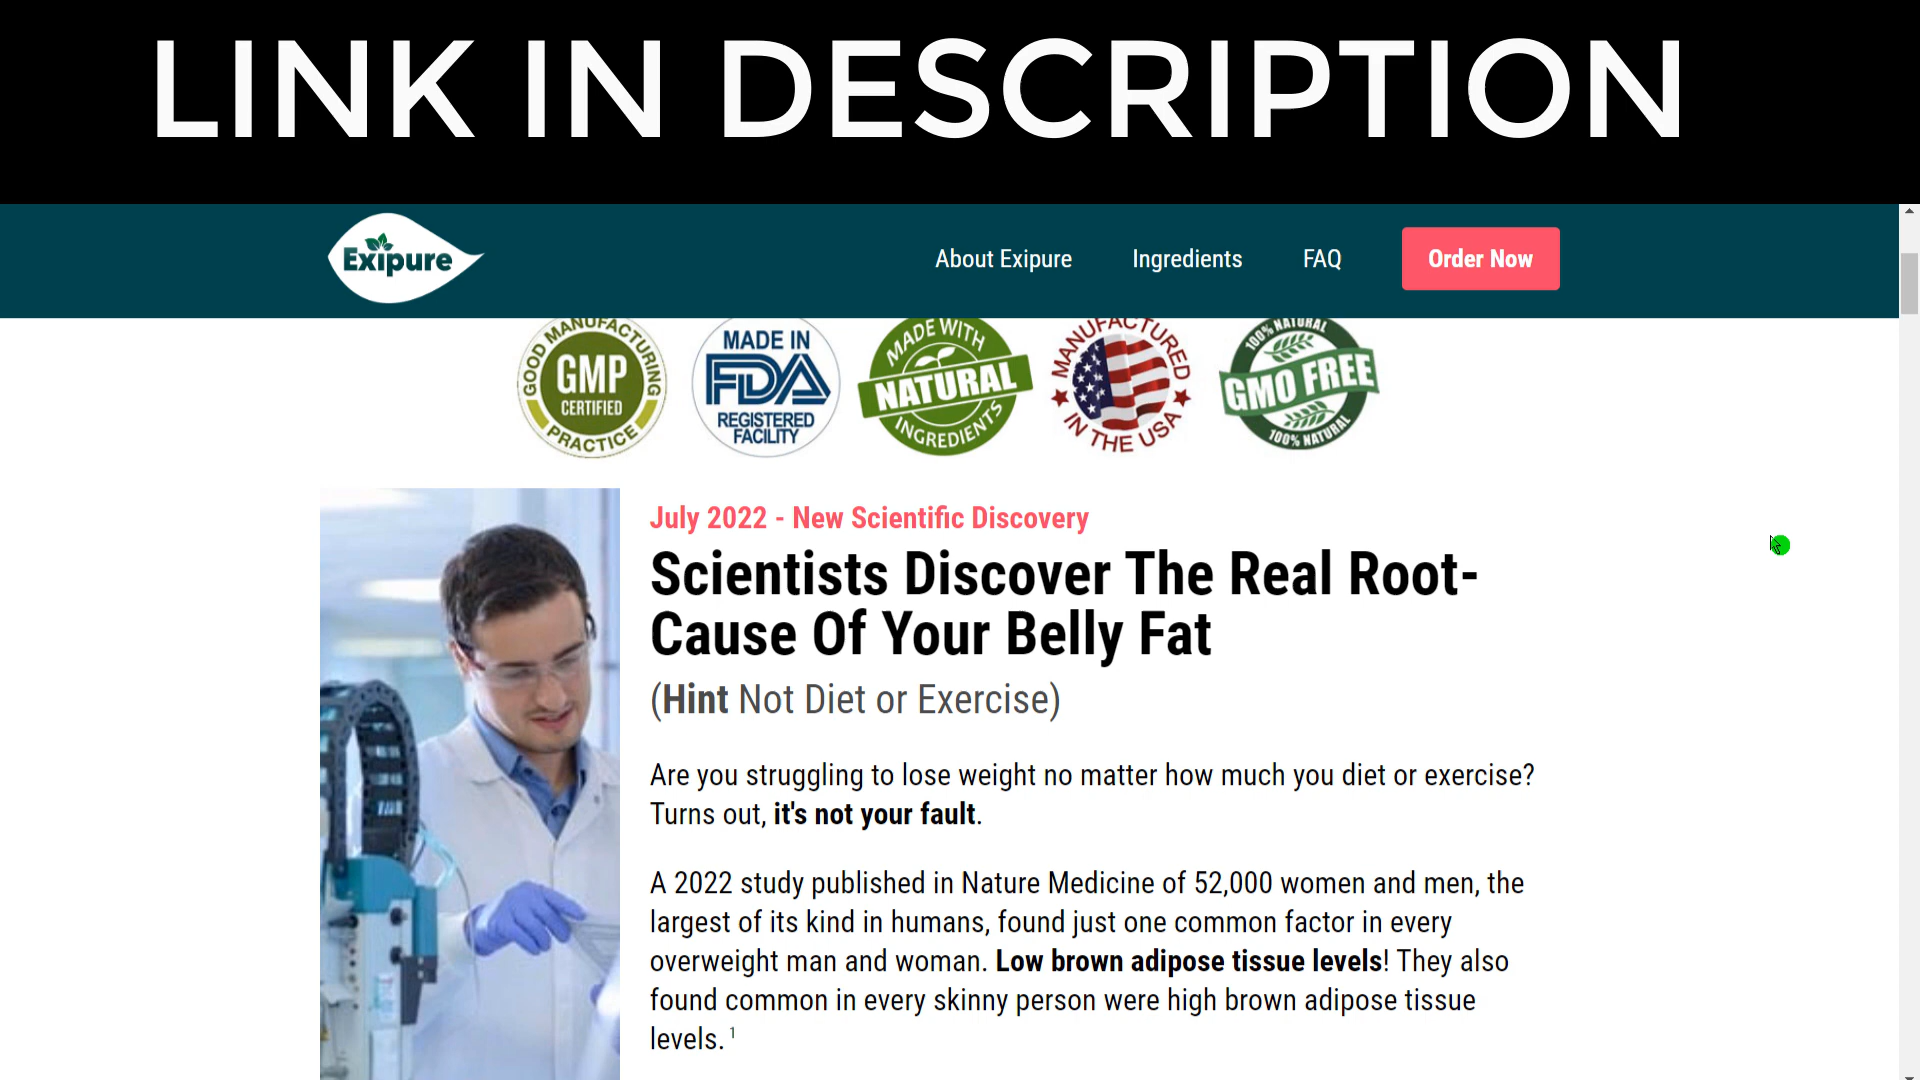 LINK IN DESCRIPTION
Exipure
About Exipure
Ingredients
FAQ
Order Now
GOOD MANUFACTURING
GMP
CERTIFIED
PRACTICE
MADE IN
FDA
REGISTERED
FACILITY
MADE WITH
NATURAL
INGREDIENTS
MANUFACTURED
IN THE USA
100% NATURAL
GMO FREE
100% NATURAL
July 2022 - New Scientific Discovery
Scientists Discover The Real Root-
Cause Of Your Belly Fat
(Hint Not Diet or Exercise)
Are you struggling to lose weight no matter how much you diet or exercise?
Turns out, it's not your fault.
A 2022 study published in Nature Medicine of 52,000 women and men, the
largest of its kind in humans, found just one common factor in every
overweight man and woman. Low brown adipose tissue levels! They also
found common in every skinny person were high brown adipose tissue
levels. 1